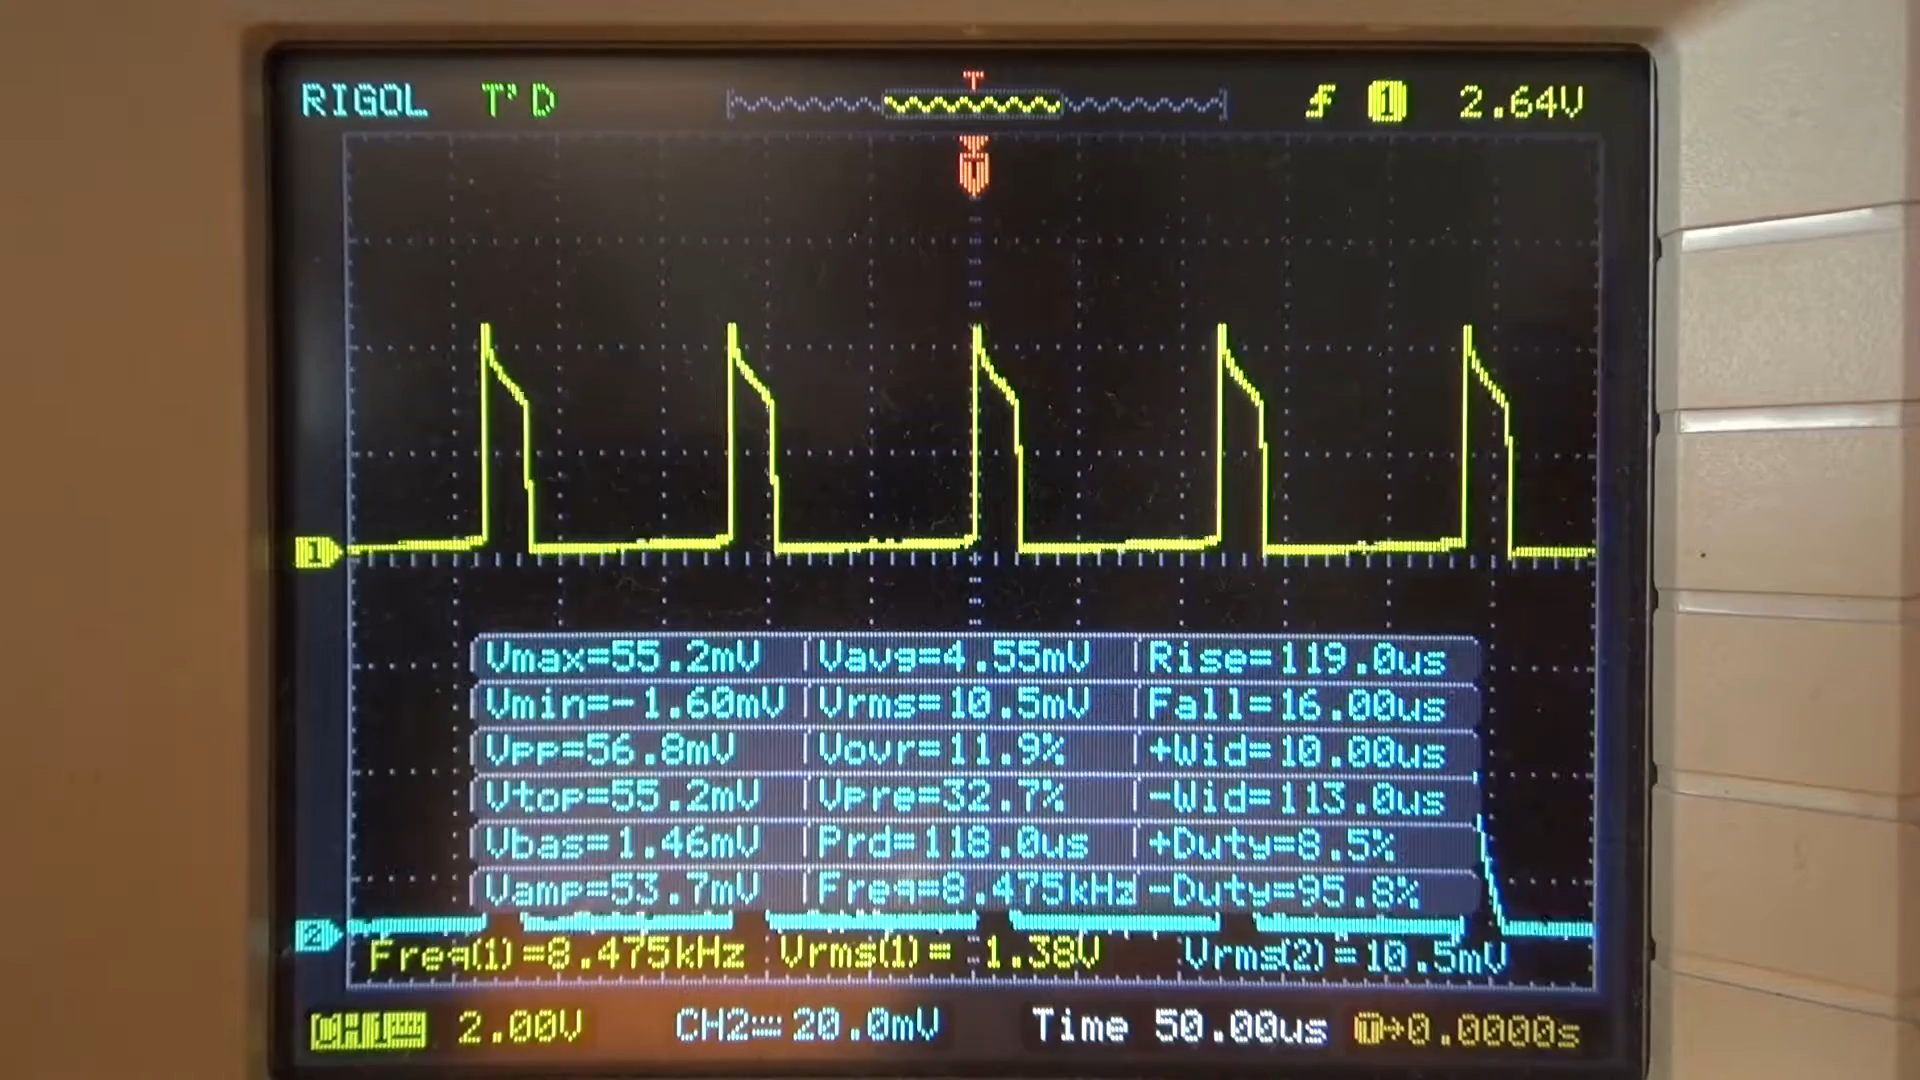 RIGOL T'D T 1 2.64V
T
1
Vmax=55.2mV Vavg=4.55mV Rise=119.0us
Vmin=-1.60mV Vrms=10.5mV Fall=16.00us
Vpp=56.8mV Vovr=11.9% +Wid=10.00us
Vtop=55.2mV Vpre=32.7% -Wid=113.0us
Vbas=1.46mV Prd=118.0us +Duty=8.5%
Vamp=53.7mV Freq=8.475kHz -Duty=95.8%
2
Freq(1)=8.475kHz Vrms(1)= 1.38V Vrms(2)=10.5mV
CH1 2.00V CH2 20.0mV Time 50.00us T→0.0000s